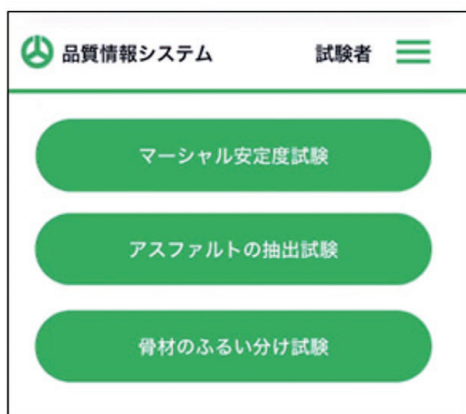 品質情報システム 試験者
マーシャル安定度試験
アスファルトの抽出試験
骨材のふるい分け試験